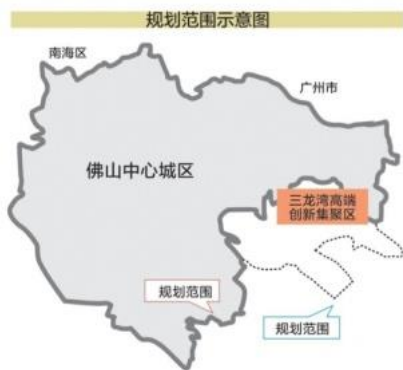 规划范围示意图
南海区
广州市
佛山中心城区
三龙湾高端
创新集聚区
规划范围
规划范围